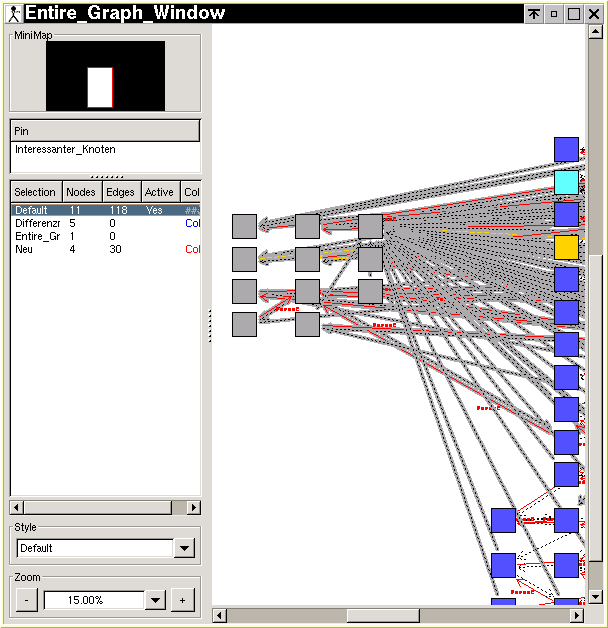 Entire_Graph_Window
MiniMap
Pin
Interessanter_Knoten
Selection Nodes Edges Active Col
Default 11 118 Yes ##
Differenzr 5 0 Col
Entire_Gr 1 0
Neu 4 30 Col
Style
Default
Zoom
- 15.00% +